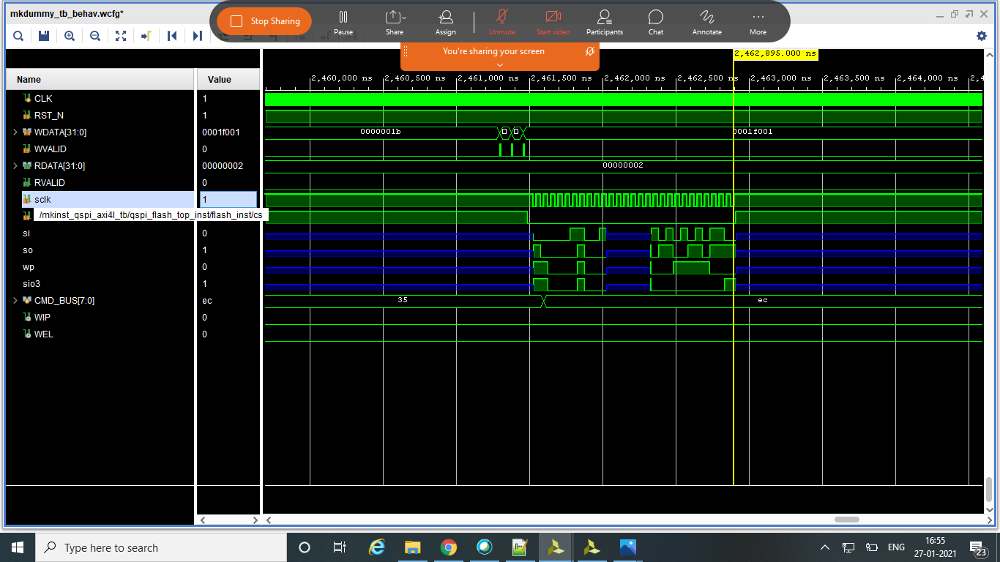 mkdummy_tb_behav.wcfg*
Stop Sharing
Pause
Share
Assign
Unmute
Start video
Participants
Chat
Annotate
More
You're sharing your screen
2,462,895.000 ns
Name Value
2,460,000 ns 2,460,500 ns 2,461,000 ns 2,461,500 ns 2,462,000 ns 2,462,500 ns 2,463,000 ns 2,463,500 ns 2,464,000 ns 2,4
CLK 1
RST_N 1
WDATA[31:0] 0001f001 0000001b 0001f001
WVALID 0
RDATA[31:0] 00000002 00000002
RVALID 0
sclk 1
/mkinst_qspi_axi4l_tb/qspi_flash_top_inst/flash_inst/cs
si 0
so 1
wp 0
sio3 1
CMD_BUS[7:0] ec 35 ec
WIP 0
WEL 0
Type here to search
ENG
16:55
27-01-2021
23